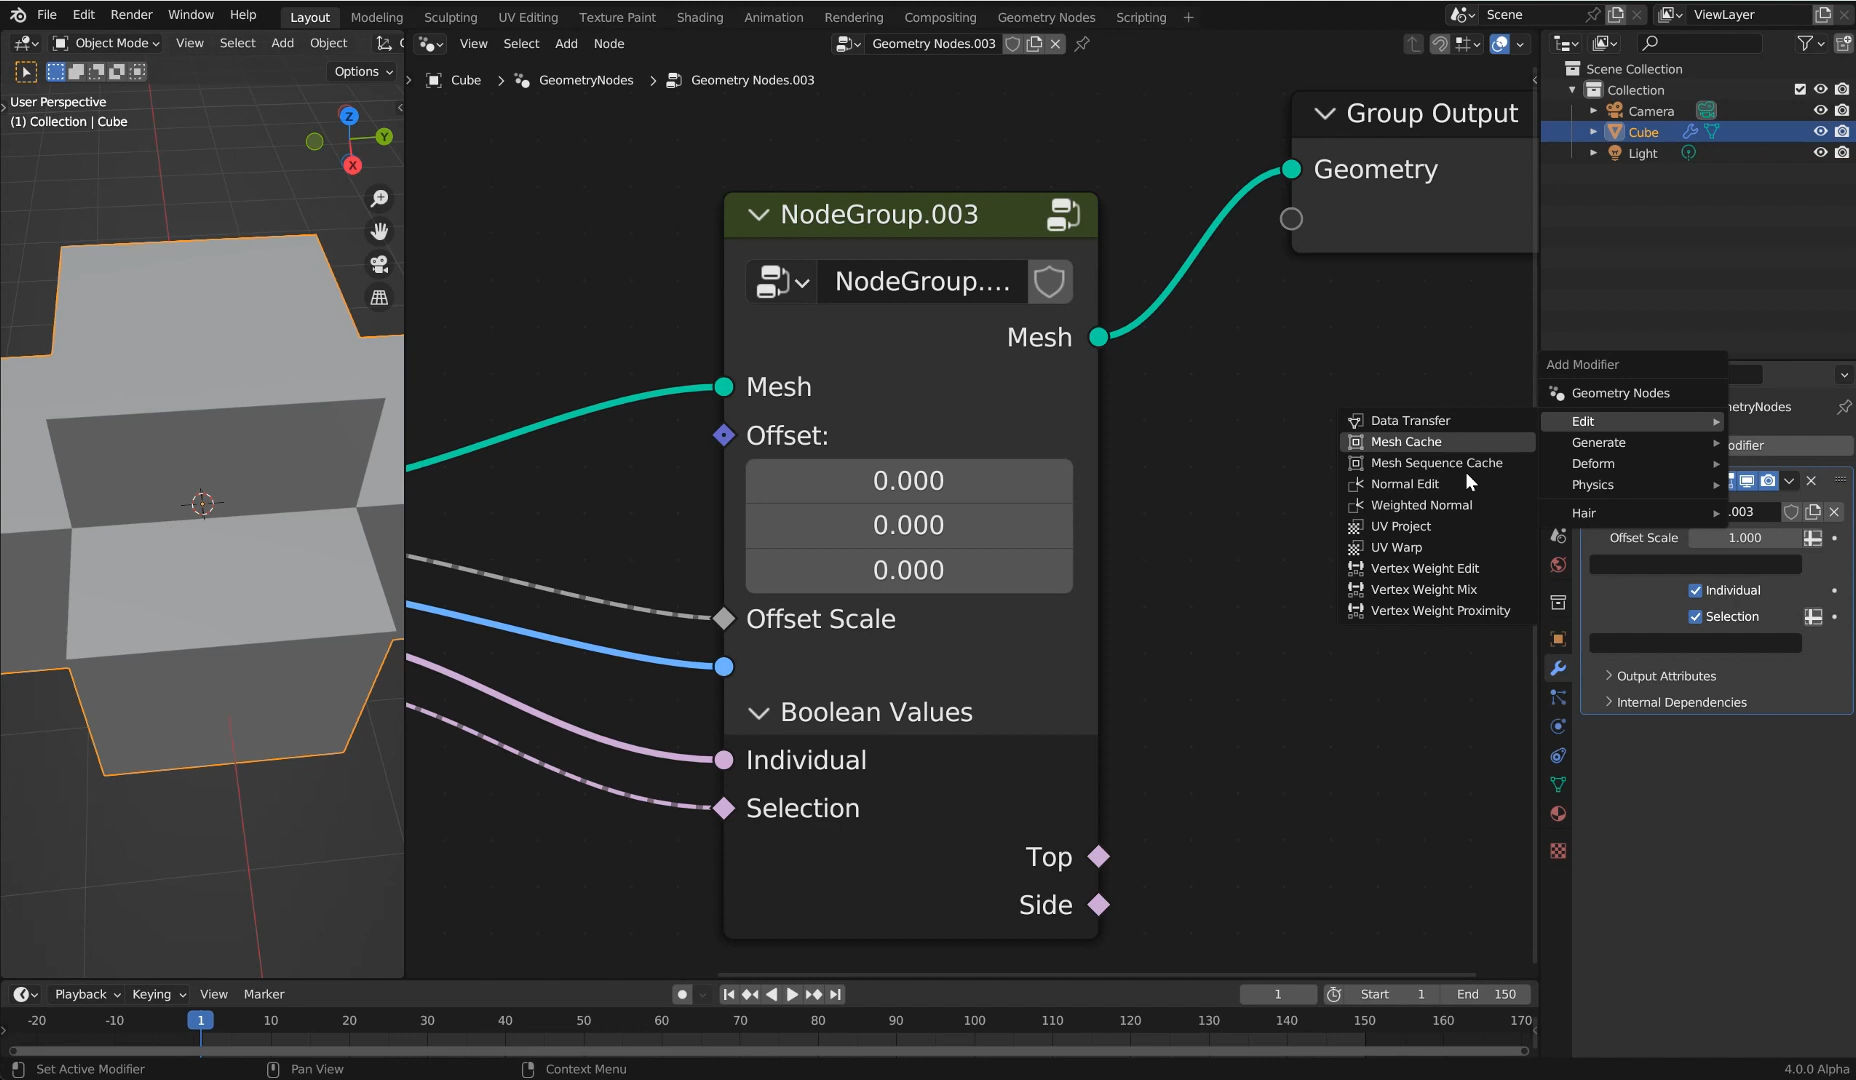 File Edit Render Window Help Layout Modeling Sculpting UV Editing Texture Paint Shading Animation Rendering Compositing Geometry Nodes Scripting + Scene ViewLayer
Object Mode View Select Add Object View Select Add Node Geometry Nodes.003
Options
Cube > GeometryNodes > Geometry Nodes.003
User Perspective
(1) Collection | Cube
Z
Y
X
Group Output
Geometry
NodeGroup.003
NodeGroup....
Mesh
Mesh
Offset:
0.000
0.000
0.000
Offset Scale
Boolean Values
Individual
Selection
Top
Side
Scene Collection
Collection
Camera
Cube
Light
Add Modifier
Geometry Nodes
Edit
Generate
Deform
Physics
Hair
Data Transfer
Mesh Cache
Mesh Sequence Cache
Normal Edit
Weighted Normal
UV Project
UV Warp
Vertex Weight Edit
Vertex Weight Mix
Vertex Weight Proximity
metryNodes
odifier
.003
Offset Scale 1.000
Individual
Selection
Output Attributes
Internal Dependencies
Playback Keying View Marker 1 Start 1 End 150
-20 -10 1 10 20 30 40 50 60 70 80 90 100 110 120 130 140 150 160 170
Set Active Modifier Pan View Context Menu 4.0.0 Alpha